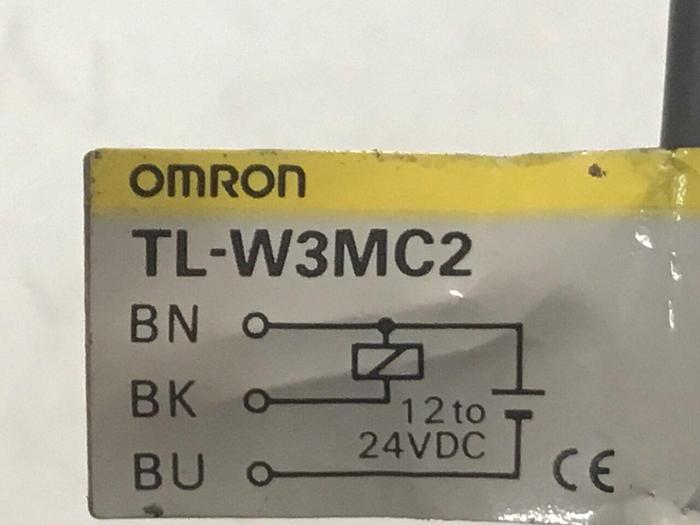 OMRON
TL-W3MC2
BN
BK
12 to
24VDC
BU
CE